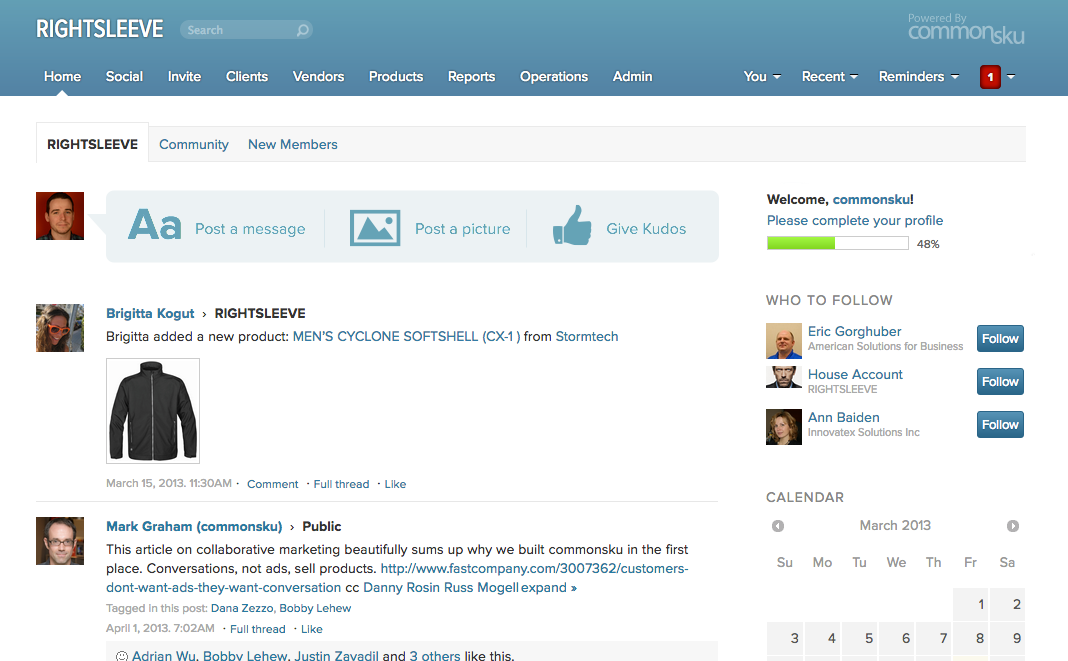 RIGHTSLEEVE
Search
Powered By
commonsku
Home Social Invite Clients Vendors Products Reports Operations Admin
You Recent Reminders 1
RIGHTSLEEVE Community New Members
Aa Post a message Post a picture Give Kudos
Welcome, commonsku!
Please complete your profile
48%
Brigitta Kogut › RIGHTSLEEVE
Brigitta added a new product: MEN'S CYCLONE SOFTSHELL (CX-1 ) from Stormtech
March 15, 2013. 11:30AM · Comment · Full thread · Like
WHO TO FOLLOW
Eric Gorghuber
American Solutions for Business
Follow
House Account
RIGHTSLEEVE
Follow
Ann Baiden
Innovatex Solutions Inc
Follow
Mark Graham (commonsku) › Public
This article on collaborative marketing beautifully sums up why we built commonsku in the first
place. Conversations, not ads, sell products. http://www.fastcompany.com/3007362/customers-
dont-want-ads-they-want-conversation cc Danny Rosin Russ Mogell expand »
Tagged in this post: Dana Zezzo, Bobby Lehew
April 1, 2013. 7:02AM · Full thread · Like
Adrian Wu, Bobby Lehew, Justin Zavadil and 3 others like this.
CALENDAR
March 2013
Su Mo Tu We Th Fr Sa
1 2
3 4 5 6 7 8 9